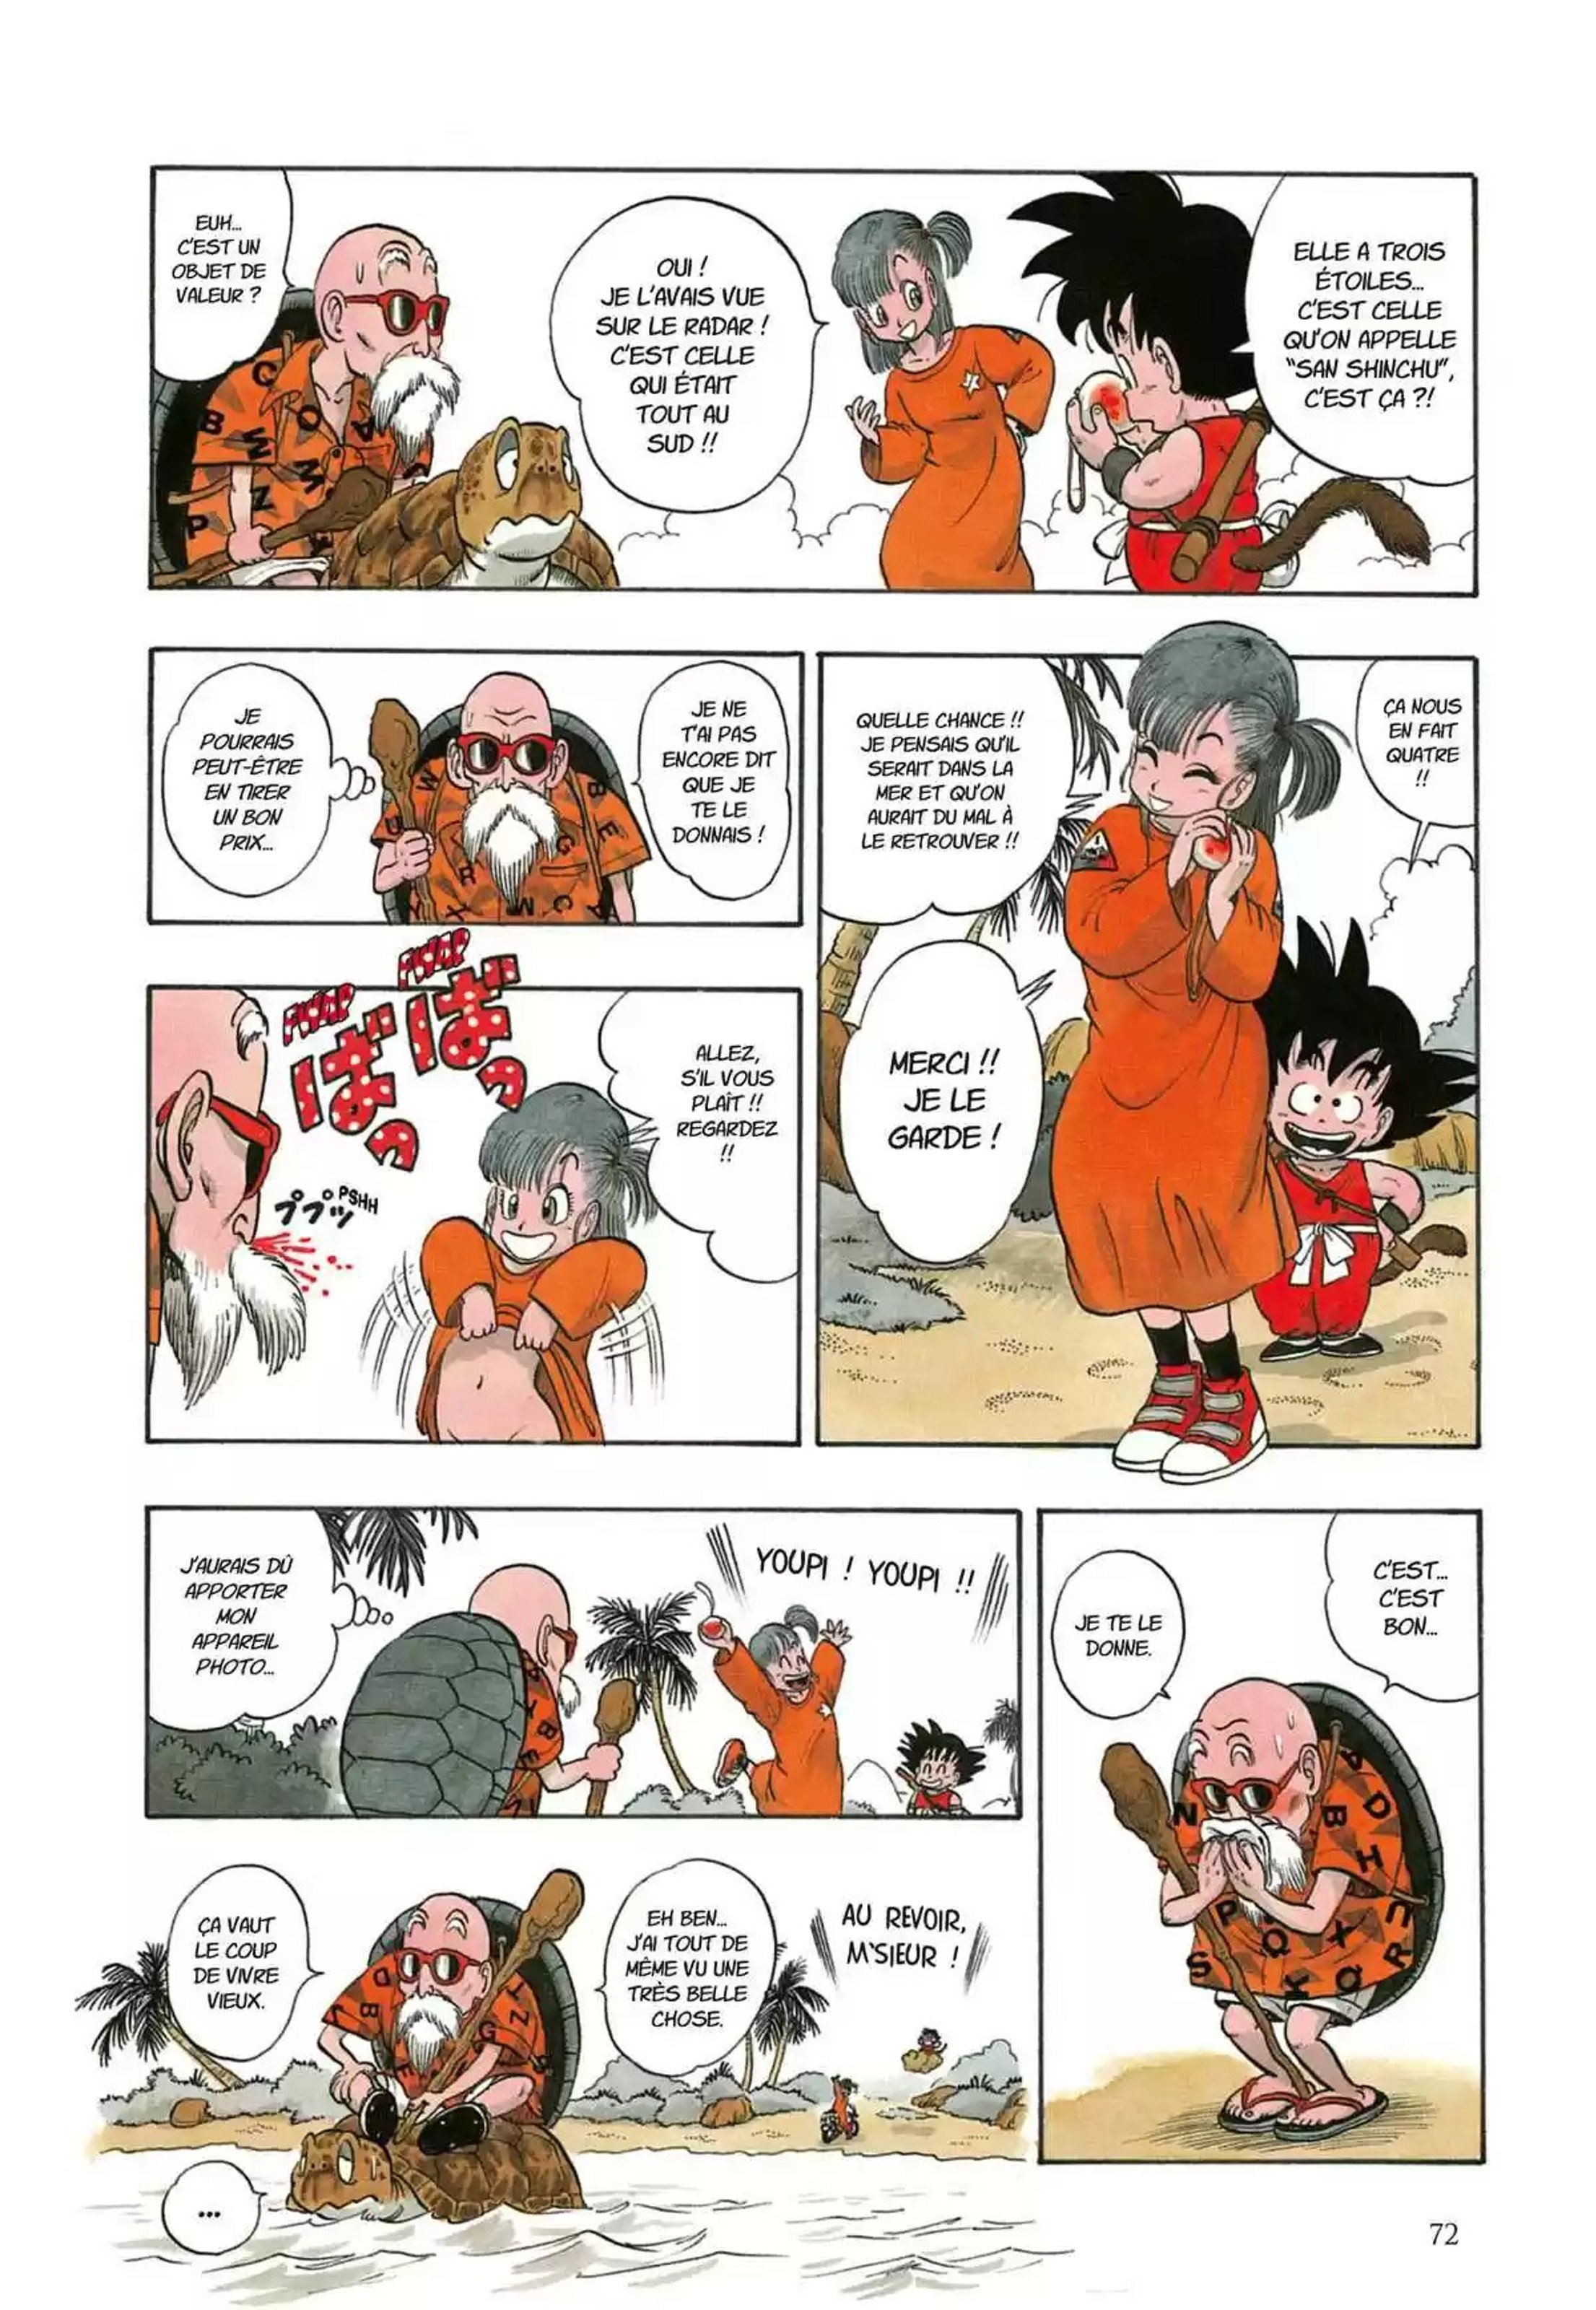 ELLE A TROIS
ÉTOILES...
C'EST CELLE
QU'ON APPELLE
"SAN SHINCHU",
C'EST ÇA ?!
OUI !
JE L'AVAIS VUE
SUR LE RADAR !
C'EST CELLE
QUI ÉTAIT
TOUT AU
SUD !!
EUH...
C'EST UN
OBJET DE
VALEUR ?
ÇA NOUS
EN FAIT
QUATRE
!!
QUELLE CHANCE !!
JE PENSAIS QU'IL
SERAIT DANS LA
MER ET QU'ON
AURAIT DU MAL À
LE RETROUVER !!
MERCI !!
JE LE
GARDE !
JE NE
T'AI PAS
ENCORE DIT
QUE JE
TE LE
DONNAIS !
JE
POURRAIS
PEUT-ÊTRE
EN TIRER
UN BON
PRIX...
ALLEZ,
S'IL VOUS
PLAÎT !!
REGARDEZ
!!
FWAP
ばっ
FWAP
ばっ
PSHH
ププッ
C'EST...
C'EST
BON...
JE TE LE
DONNE.
YOUPI ! YOUPI !!
J'AURAIS DÛ
APPORTER
MON
APPAREIL
PHOTO...
AU REVOIR,
M'SIEUR !
EH BEN...
J'AI TOUT DE
MÊME VU UNE
TRÈS BELLE
CHOSE.
ÇA VAUT
LE COUP
DE VIVRE
VIEUX.
...
72